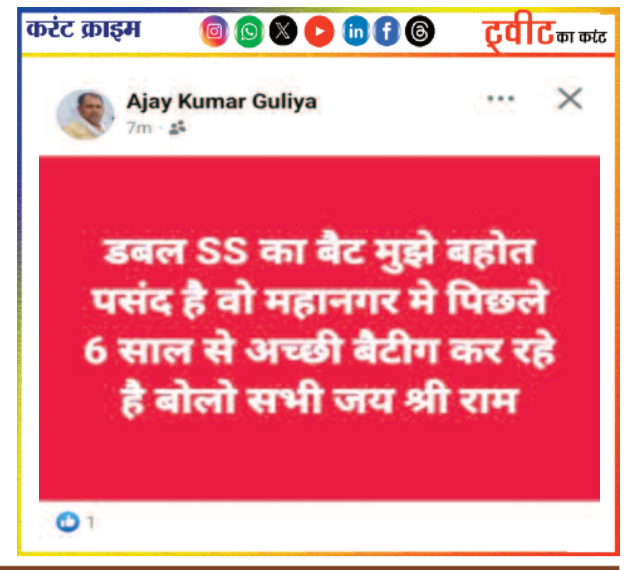 करंट क्राइम
ट्वीट का करंट
Ajay Kumar Guliya
7m
डबल SS का बैट मुझे बहोत
पसंद है वो महानगर मे पिछले
6 साल से अच्छी बैटीग कर रहे
है बोलो सभी जय श्री राम
1